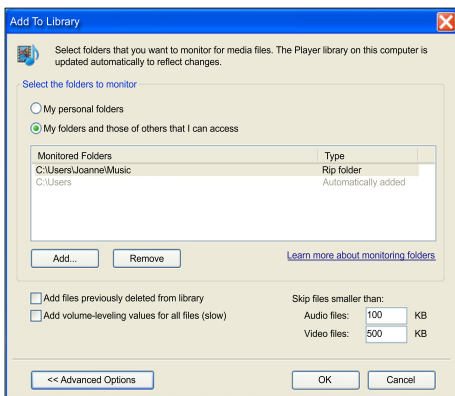 Add To Library
Select folders that you want to monitor for media files. The Player library on this computer is
updated automatically to reflect changes.
Select the folders to monitor
My personal folders
My folders and those of others that I can access
Monitored Folders Type
C:\Users\Joanne\Music Rip folder
C:\Users Automatically added
Add... Remove Learn more about monitoring folders
Add files previously deleted from library Skip files smaller than:
Add volume-leveling values for all files (slow) Audio files: 100 KB
Video files: 500 KB
<< Advanced Options OK Cancel